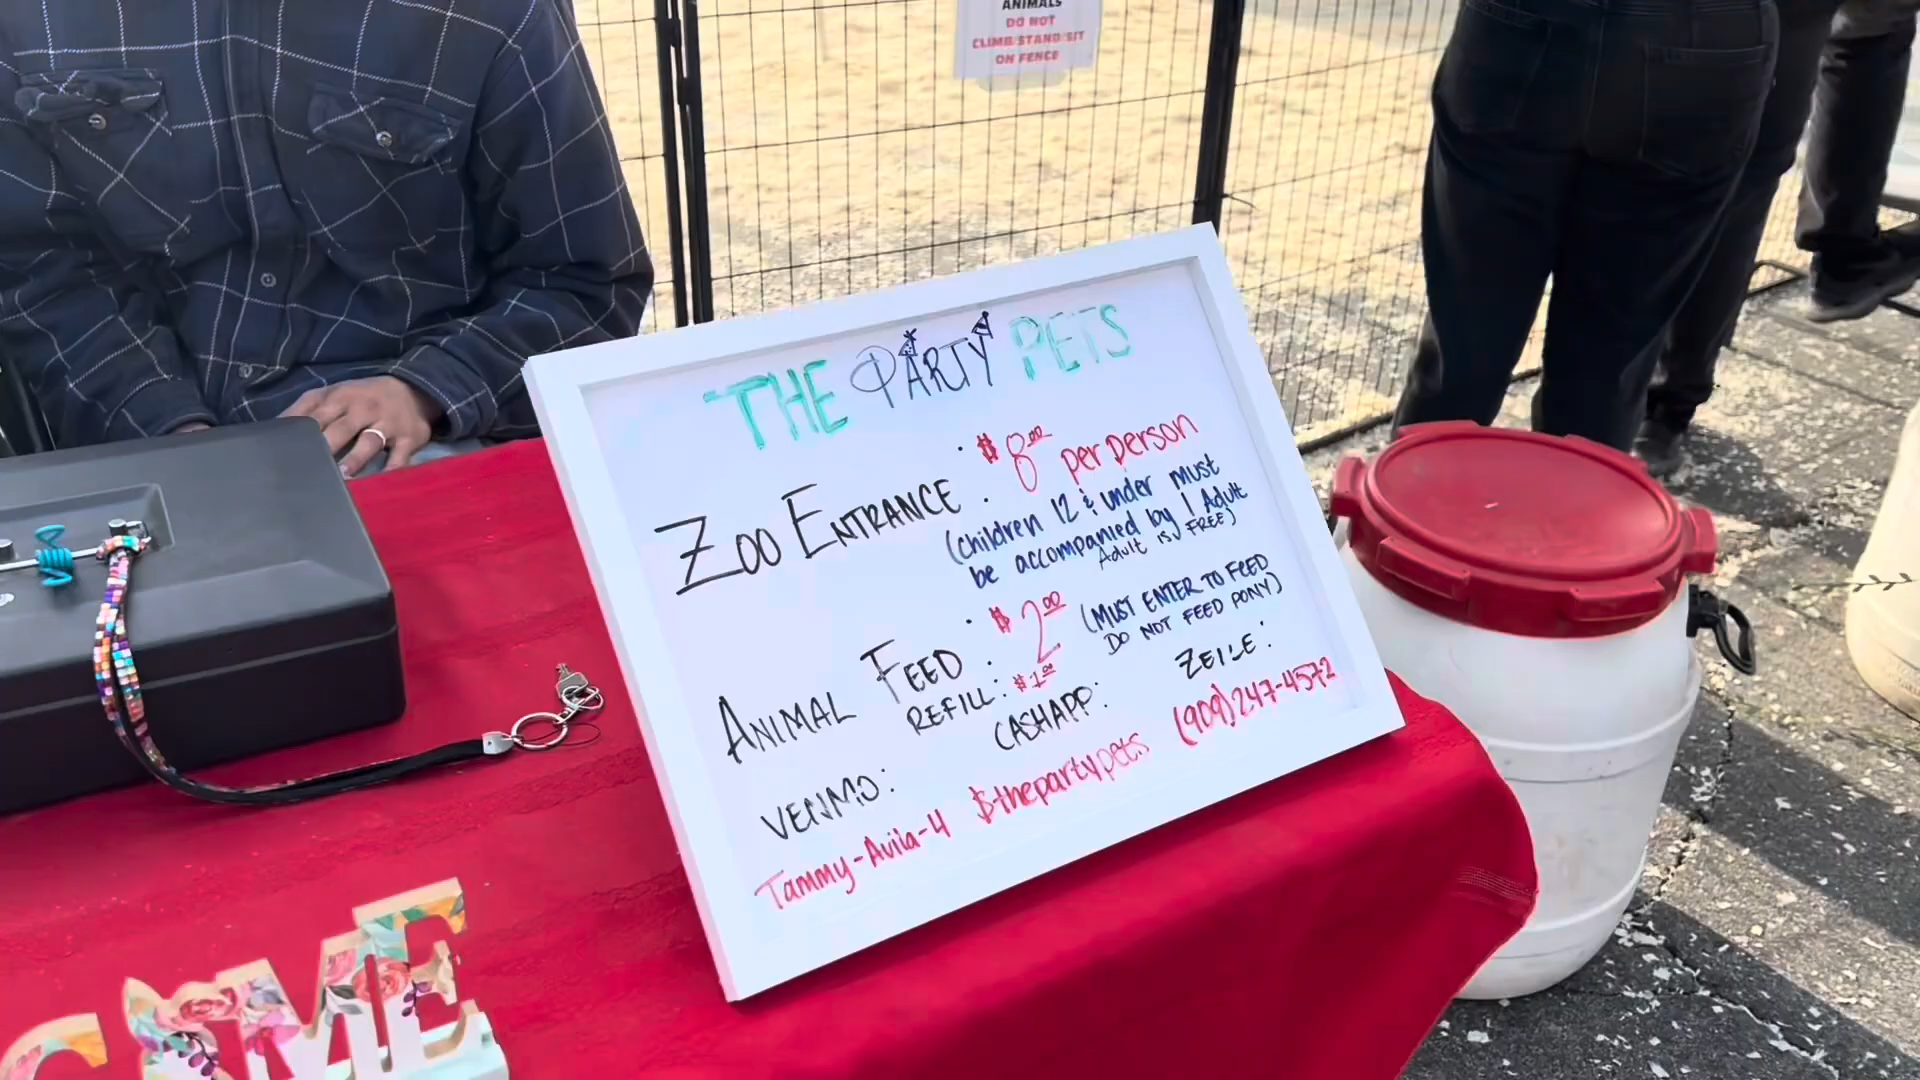 ANIMALS
DO NOT
CLIMB/STAND/SIT
ON FENCE
THE PARTY PETS
ZOO ENTRANCE : $8.00 per person
(children 12 & under must
be accompanied by 1 Adult
Adult is FREE)
ANIMAL FEED : $2.00 (MUST ENTER TO FEED
DO NOT FEED PONY)
REFILL: $1.00
VENMO: CASHAPP: ZELLE:
Tammy-Avila-4 $thepartypets (909)247-4572